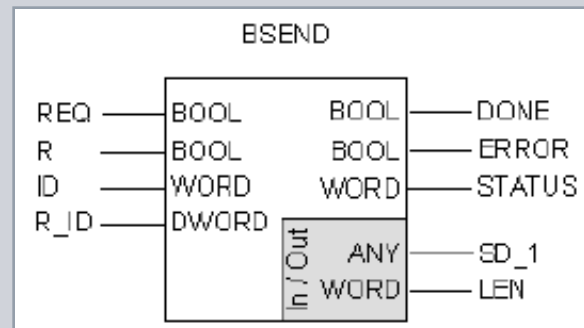 BSEND
REQ BOOL BOOL DONE
R BOOL BOOL ERROR
ID WORD WORD STATUS
R_ID DWORD
In / Out
ANY SD_1
WORD LEN